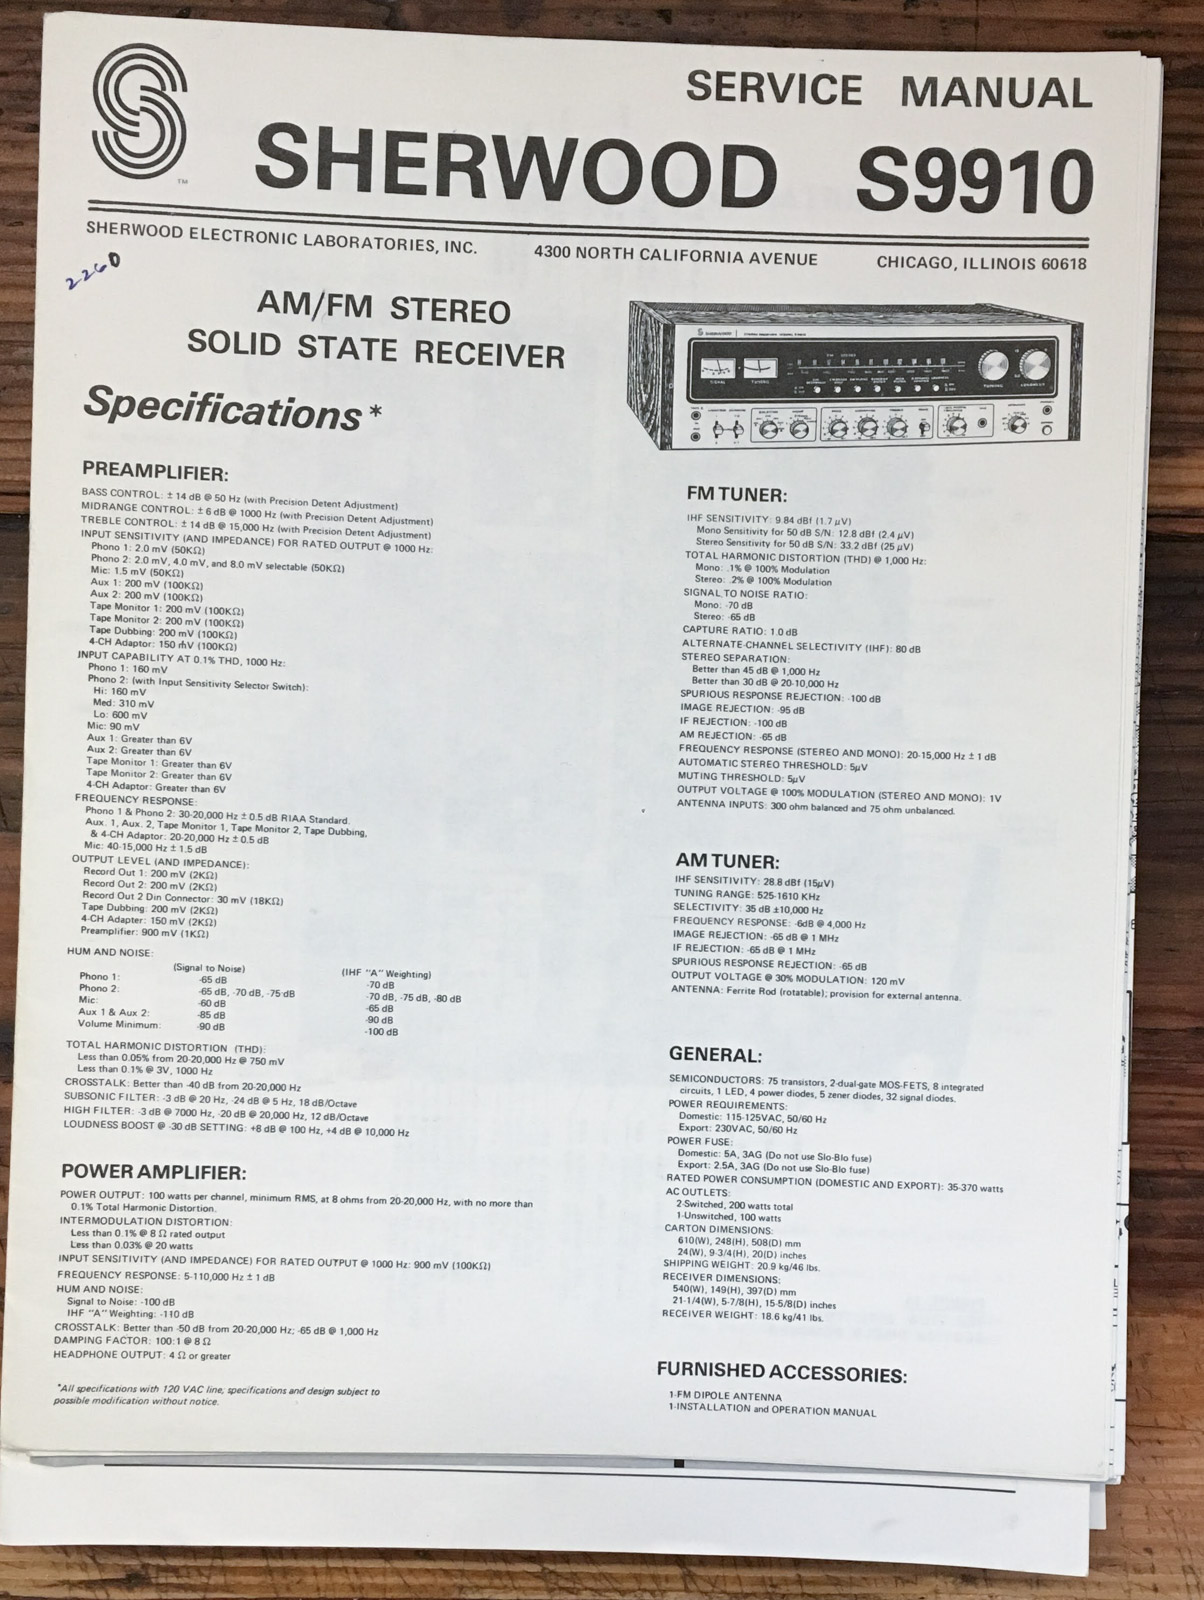 SERVICE MANUAL
SHERWOOD S9910
TM
SHERWOOD ELECTRONIC LABORATORIES, INC. 4300 NORTH CALIFORNIA AVENUE CHICAGO, ILLINOIS 60618
2260
AM/FM STEREO
SOLID STATE RECEIVER
Specifications*
PREAMPLIFIER:
BASS CONTROL: ± 14 dB @ 50 Hz (with Precision Detent Adjustment)
MIDRANGE CONTROL: ± 6 dB @ 1000 Hz (with Precision Detent Adjustment)
TREBLE CONTROL: ± 14 dB @ 15,000 Hz (with Precision Detent Adjustment)
INPUT SENSITIVITY (AND IMPEDANCE) FOR RATED OUTPUT @ 1000 Hz:
Phono 1: 2.0 mV (50KΩ)
Phono 2: 2.0 mV, 4.0 mV, and 8.0 mV selectable (50KΩ)
Mic: 1.5 mV (50KΩ)
Aux 1: 200 mV (100KΩ)
Aux 2: 200 mV (100KΩ)
Tape Monitor 1: 200 mV (100KΩ)
Tape Monitor 2: 200 mV (100KΩ)
Tape Dubbing: 200 mV (100KΩ)
4-CH Adaptor: 150 mV (100KΩ)
INPUT CAPABILITY AT 0.1% THD, 1000 Hz:
Phono 1: 160 mV
Phono 2: (with Input Sensitivity Selector Switch):
Hi: 160 mV
Med: 310 mV
Lo: 600 mV
Mic: 90 mV
Aux 1: Greater than 6V
Aux 2: Greater than 6V
Tape Monitor 1: Greater than 6V
Tape Monitor 2: Greater than 6V
4-CH Adaptor: Greater than 6V
FREQUENCY RESPONSE:
Phono 1 & Phono 2: 30-20,000 Hz ± 0.5 dB RIAA Standard.
Aux. 1, Aux. 2, Tape Monitor 1, Tape Monitor 2, Tape Dubbing,
& 4-CH Adaptor: 20-20,000 Hz ± 0.5 dB
Mic: 40-15,000 Hz ± 1.5 dB
OUTPUT LEVEL (AND IMPEDANCE):
Record Out 1: 200 mV (2KΩ)
Record Out 2: 200 mV (2KΩ)
Record Out 2 Din Connector: 30 mV (18KΩ)
Tape Dubbing: 200 mV (2KΩ)
4-CH Adapter: 150 mV (2KΩ)
Preamplifier: 900 mV (1KΩ)
HUM AND NOISE:
(Signal to Noise) (IHF "A" Weighting)
Phono 1: -65 dB -70 dB
Phono 2: -65 dB, -70 dB, -75 dB -70 dB, -75 dB, -80 dB
Mic: -60 dB -65 dB
Aux 1 & Aux 2: -85 dB -90 dB
Volume Minimum: -90 dB -100 dB
TOTAL HARMONIC DISTORTION (THD):
Less than 0.05% from 20-20,000 Hz @ 750 mV
Less than 0.1% @ 3V, 1000 Hz
CROSSTALK: Better than -40 dB from 20-20,000 Hz
SUBSONIC FILTER: -3 dB @ 20 Hz, -24 dB @ 5 Hz, 18 dB/Octave
HIGH FILTER: -3 dB @ 7000 Hz, -20 dB @ 20,000 Hz, 12 dB/Octave
LOUDNESS BOOST @ -30 dB SETTING: +8 dB @ 100 Hz, +4 dB @ 10,000 Hz
POWER AMPLIFIER:
POWER OUTPUT: 100 watts per channel, minimum RMS, at 8 ohms from 20-20,000 Hz, with no more than
0.1% Total Harmonic Distortion.
INTERMODULATION DISTORTION:
Less than 0.1% @ 8 Ω rated output
Less than 0.03% @ 20 watts
INPUT SENSITIVITY (AND IMPEDANCE) FOR RATED OUTPUT @ 1000 Hz: 900 mV (100KΩ)
FREQUENCY RESPONSE: 5-110,000 Hz ± 1 dB
HUM AND NOISE:
Signal to Noise: -100 dB
IHF "A" Weighting: -110 dB
CROSSTALK: Better than -50 dB from 20-20,000 Hz; -65 dB @ 1,000 Hz
DAMPING FACTOR: 100:1 @ 8 Ω
HEADPHONE OUTPUT: 4 Ω or greater
*All specifications with 120 VAC line; specifications and design subject to
possible modification without notice.
FM TUNER:
IHF SENSITIVITY: 9.84 dBf (1.7 µV)
Mono Sensitivity for 50 dB S/N: 12.8 dBf (2.4 µV)
Stereo Sensitivity for 50 dB S/N: 33.2 dBf (25 µV)
TOTAL HARMONIC DISTORTION (THD) @ 1,000 Hz:
Mono: .1% @ 100% Modulation
Stereo: .2% @ 100% Modulation
SIGNAL TO NOISE RATIO:
Mono: -70 dB
Stereo: -65 dB
CAPTURE RATIO: 1.0 dB
ALTERNATE-CHANNEL SELECTIVITY (IHF): 80 dB
STEREO SEPARATION:
Better than 45 dB @ 1,000 Hz
Better than 30 dB @ 20-10,000 Hz
SPURIOUS RESPONSE REJECTION: -100 dB
IMAGE REJECTION: -95 dB
IF REJECTION: -100 dB
AM REJECTION: -65 dB
FREQUENCY RESPONSE (STEREO AND MONO): 20-15,000 Hz ± 1 dB
AUTOMATIC STEREO THRESHOLD: 5µV
MUTING THRESHOLD: 5µV
OUTPUT VOLTAGE @ 100% MODULATION (STEREO AND MONO): 1V
ANTENNA INPUTS: 300 ohm balanced and 75 ohm unbalanced.
AM TUNER:
IHF SENSITIVITY: 28.8 dBf (15µV)
TUNING RANGE: 525-1610 KHz
SELECTIVITY: 35 dB ±10,000 Hz
FREQUENCY RESPONSE: -6dB @ 4,000 Hz
IMAGE REJECTION: -65 dB @ 1 MHz
IF REJECTION: -65 dB @ 1 MHz
SPURIOUS RESPONSE REJECTION: -65 dB
OUTPUT VOLTAGE @ 30% MODULATION: 120 mV
ANTENNA: Ferrite Rod (rotatable); provision for external antenna.
GENERAL:
SEMICONDUCTORS: 75 transistors, 2-dual-gate MOS-FETS, 8 integrated
circuits, 1 LED, 4 power diodes, 5 zener diodes, 32 signal diodes.
POWER REQUIREMENTS:
Domestic: 115-125VAC, 50/60 Hz
Export: 230VAC, 50/60 Hz
POWER FUSE:
Domestic: 5A, 3AG (Do not use Slo-Blo fuse)
Export: 2.5A, 3AG (Do not use Slo-Blo fuse)
RATED POWER CONSUMPTION (DOMESTIC AND EXPORT): 35-370 watts
AC OUTLETS:
2-Switched, 200 watts total
1-Unswitched, 100 watts
CARTON DIMENSIONS:
610(W), 248(H), 508(D) mm
24(W), 9-3/4(H), 20(D) inches
SHIPPING WEIGHT: 20.9 kg/46 lbs.
RECEIVER DIMENSIONS:
540(W), 149(H), 397(D) mm
21-1/4(W), 5-7/8(H), 15-5/8(D) inches
RECEIVER WEIGHT: 18.6 kg/41 lbs.
FURNISHED ACCESSORIES:
1-FM DIPOLE ANTENNA
1-INSTALLATION and OPERATION MANUAL